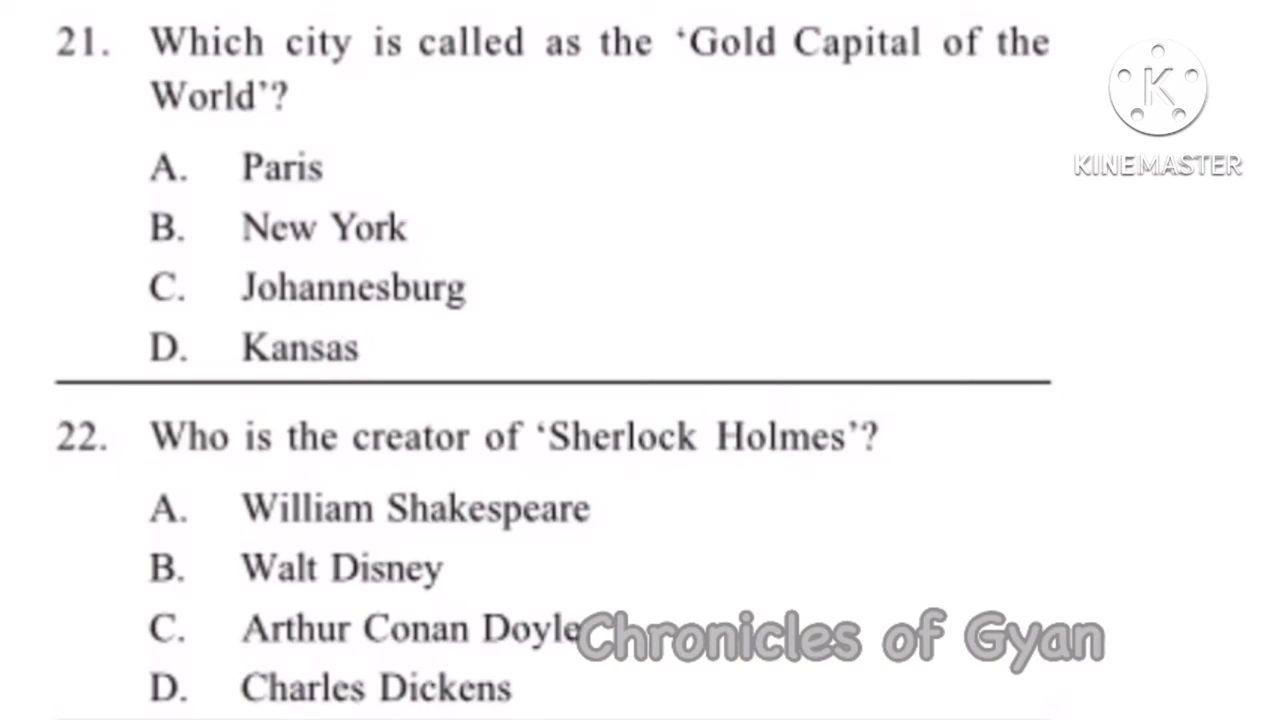 21. Which city is called as the ‘Gold Capital of the
World’?
A. Paris
B. New York
C. Johannesburg
D. Kansas
22. Who is the creator of ‘Sherlock Holmes’?
A. William Shakespeare
B. Walt Disney
C. Arthur Conan Doyle
D. Charles Dickens
K
KINEMASTER
Chronicles of Gyan